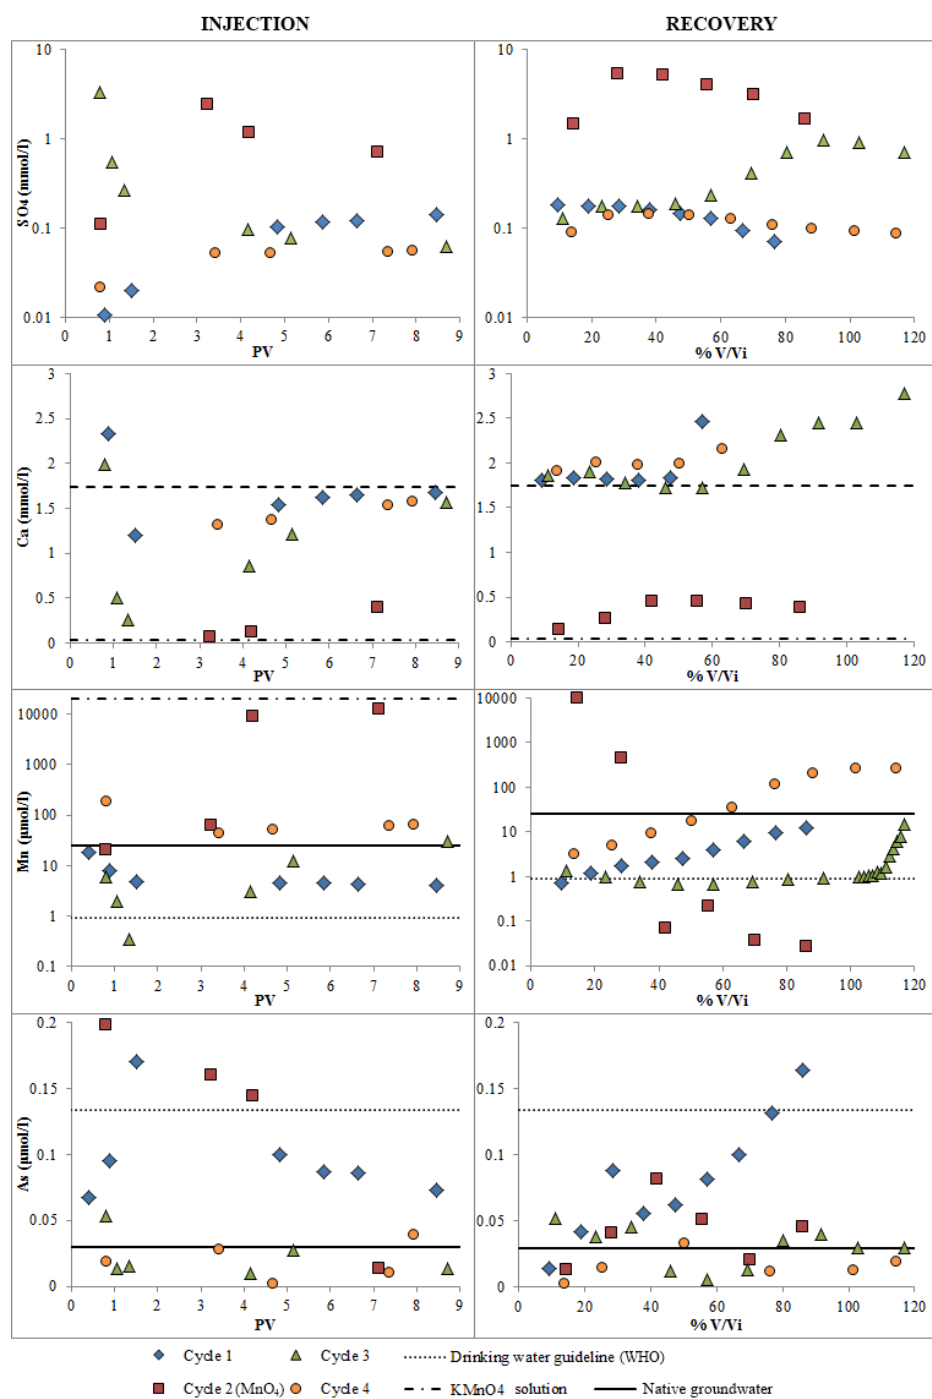 INJECTION RECOVERY
10
1
0.1
0.01
SO4 (mmol/l)
0 1 2 3 4 5 6 7 8 9
PV
10
1
0.1
0.01
0 20 40 60 80 100 120
% V/Vi
3
2.5
2
1.5
1
0.5
0
Ca (mmol/l)
0 1 2 3 4 5 6 7 8 9
3
2.5
2
1.5
1
0.5
0
0 20 40 60 80 100 120
% V/Vi
10000
1000
100
10
1
0.1
Mn (µmol/l)
0 1 2 3 4 5 6 7 8 9
PV
10000
1000
100
10
1
0.1
0.01
0 20 40 60 80 100 120
% V/Vi
0.2
0.15
0.1
0.05
0
As (µmol/l)
0 1 2 3 4 5 6 7 8 9
PV
0.2
0.15
0.1
0.05
0
0 20 40 60 80 100 120
% V/Vi
Cycle 1 Cycle 3 Drinking water guideline (WHO)
Cycle 2 (MnO4) Cycle 4 KMnO4 solution Native groundwater